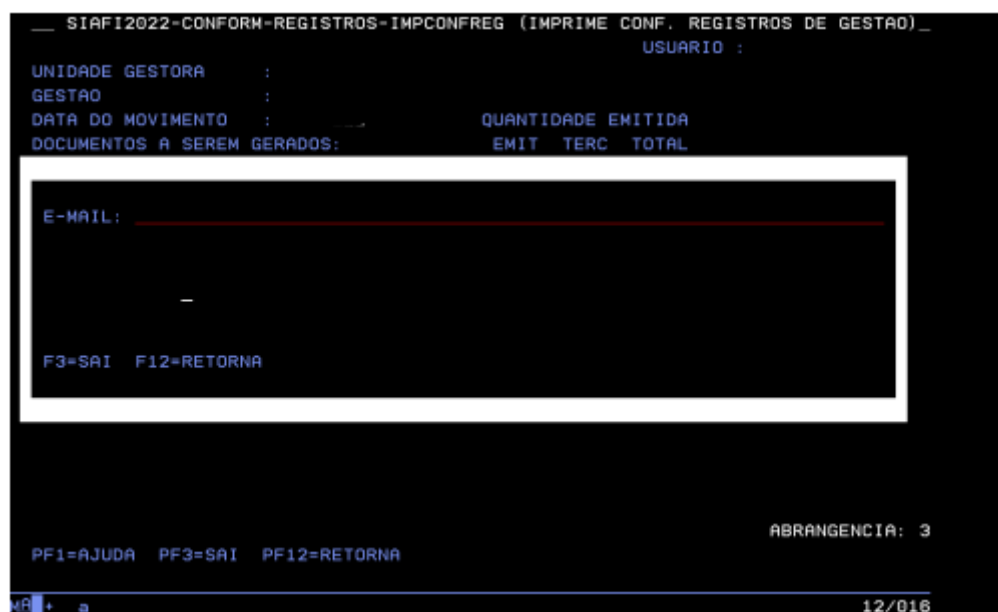 __ SIAFI2022-CONFORM-REGISTROS-IMPCONFREG (IMPRIME CONF. REGISTROS DE GESTAO)_
USUARIO :
UNIDADE GESTORA :
GESTAO :
DATA DO MOVIMENTO : QUANTIDADE EMITIDA
DOCUMENTOS A SEREM GERADOS: EMIT TERC TOTAL
E-MAIL:
F3=SAI F12=RETORNA
ABRANGENCIA: 3
PF1=AJUDA PF3=SAI PF12=RETORNA
MA + a 12/016